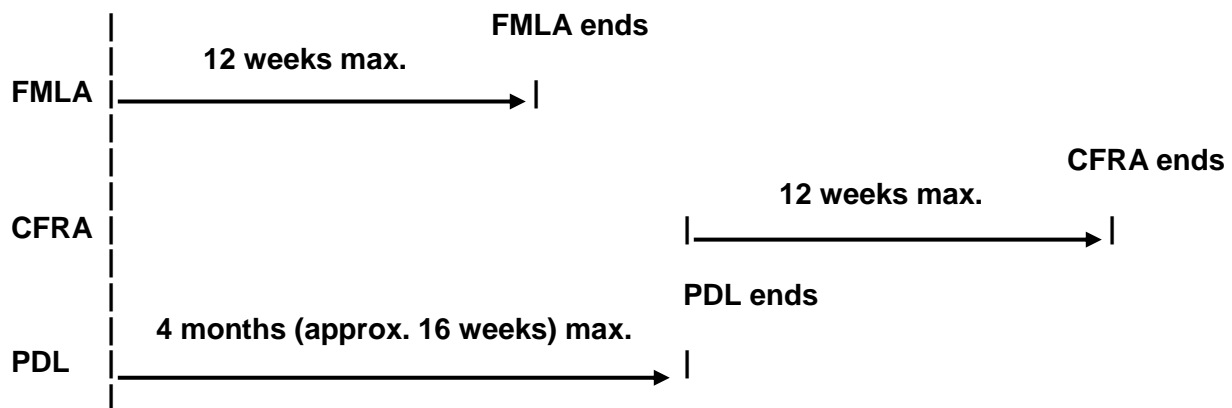 FMLA ends
12 weeks max.
FMLA
CFRA ends
12 weeks max.
CFRA
PDL ends
4 months (approx. 16 weeks) max.
PDL